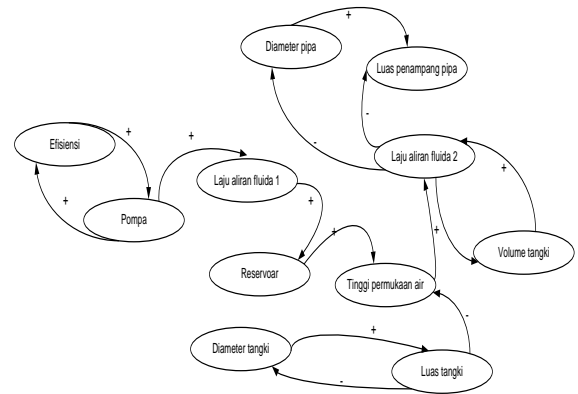 +
Diameter pipa
Luas penampang pipa
-
Efisiensi
+
+
-
Laju aliran fluida 2
+
Laju aliran fluida 1
+
+
Pompa
+
+
Volume tangki
Reservoar
Tinggi permukaan air
-
+
Diameter tangki
-
Luas tangki